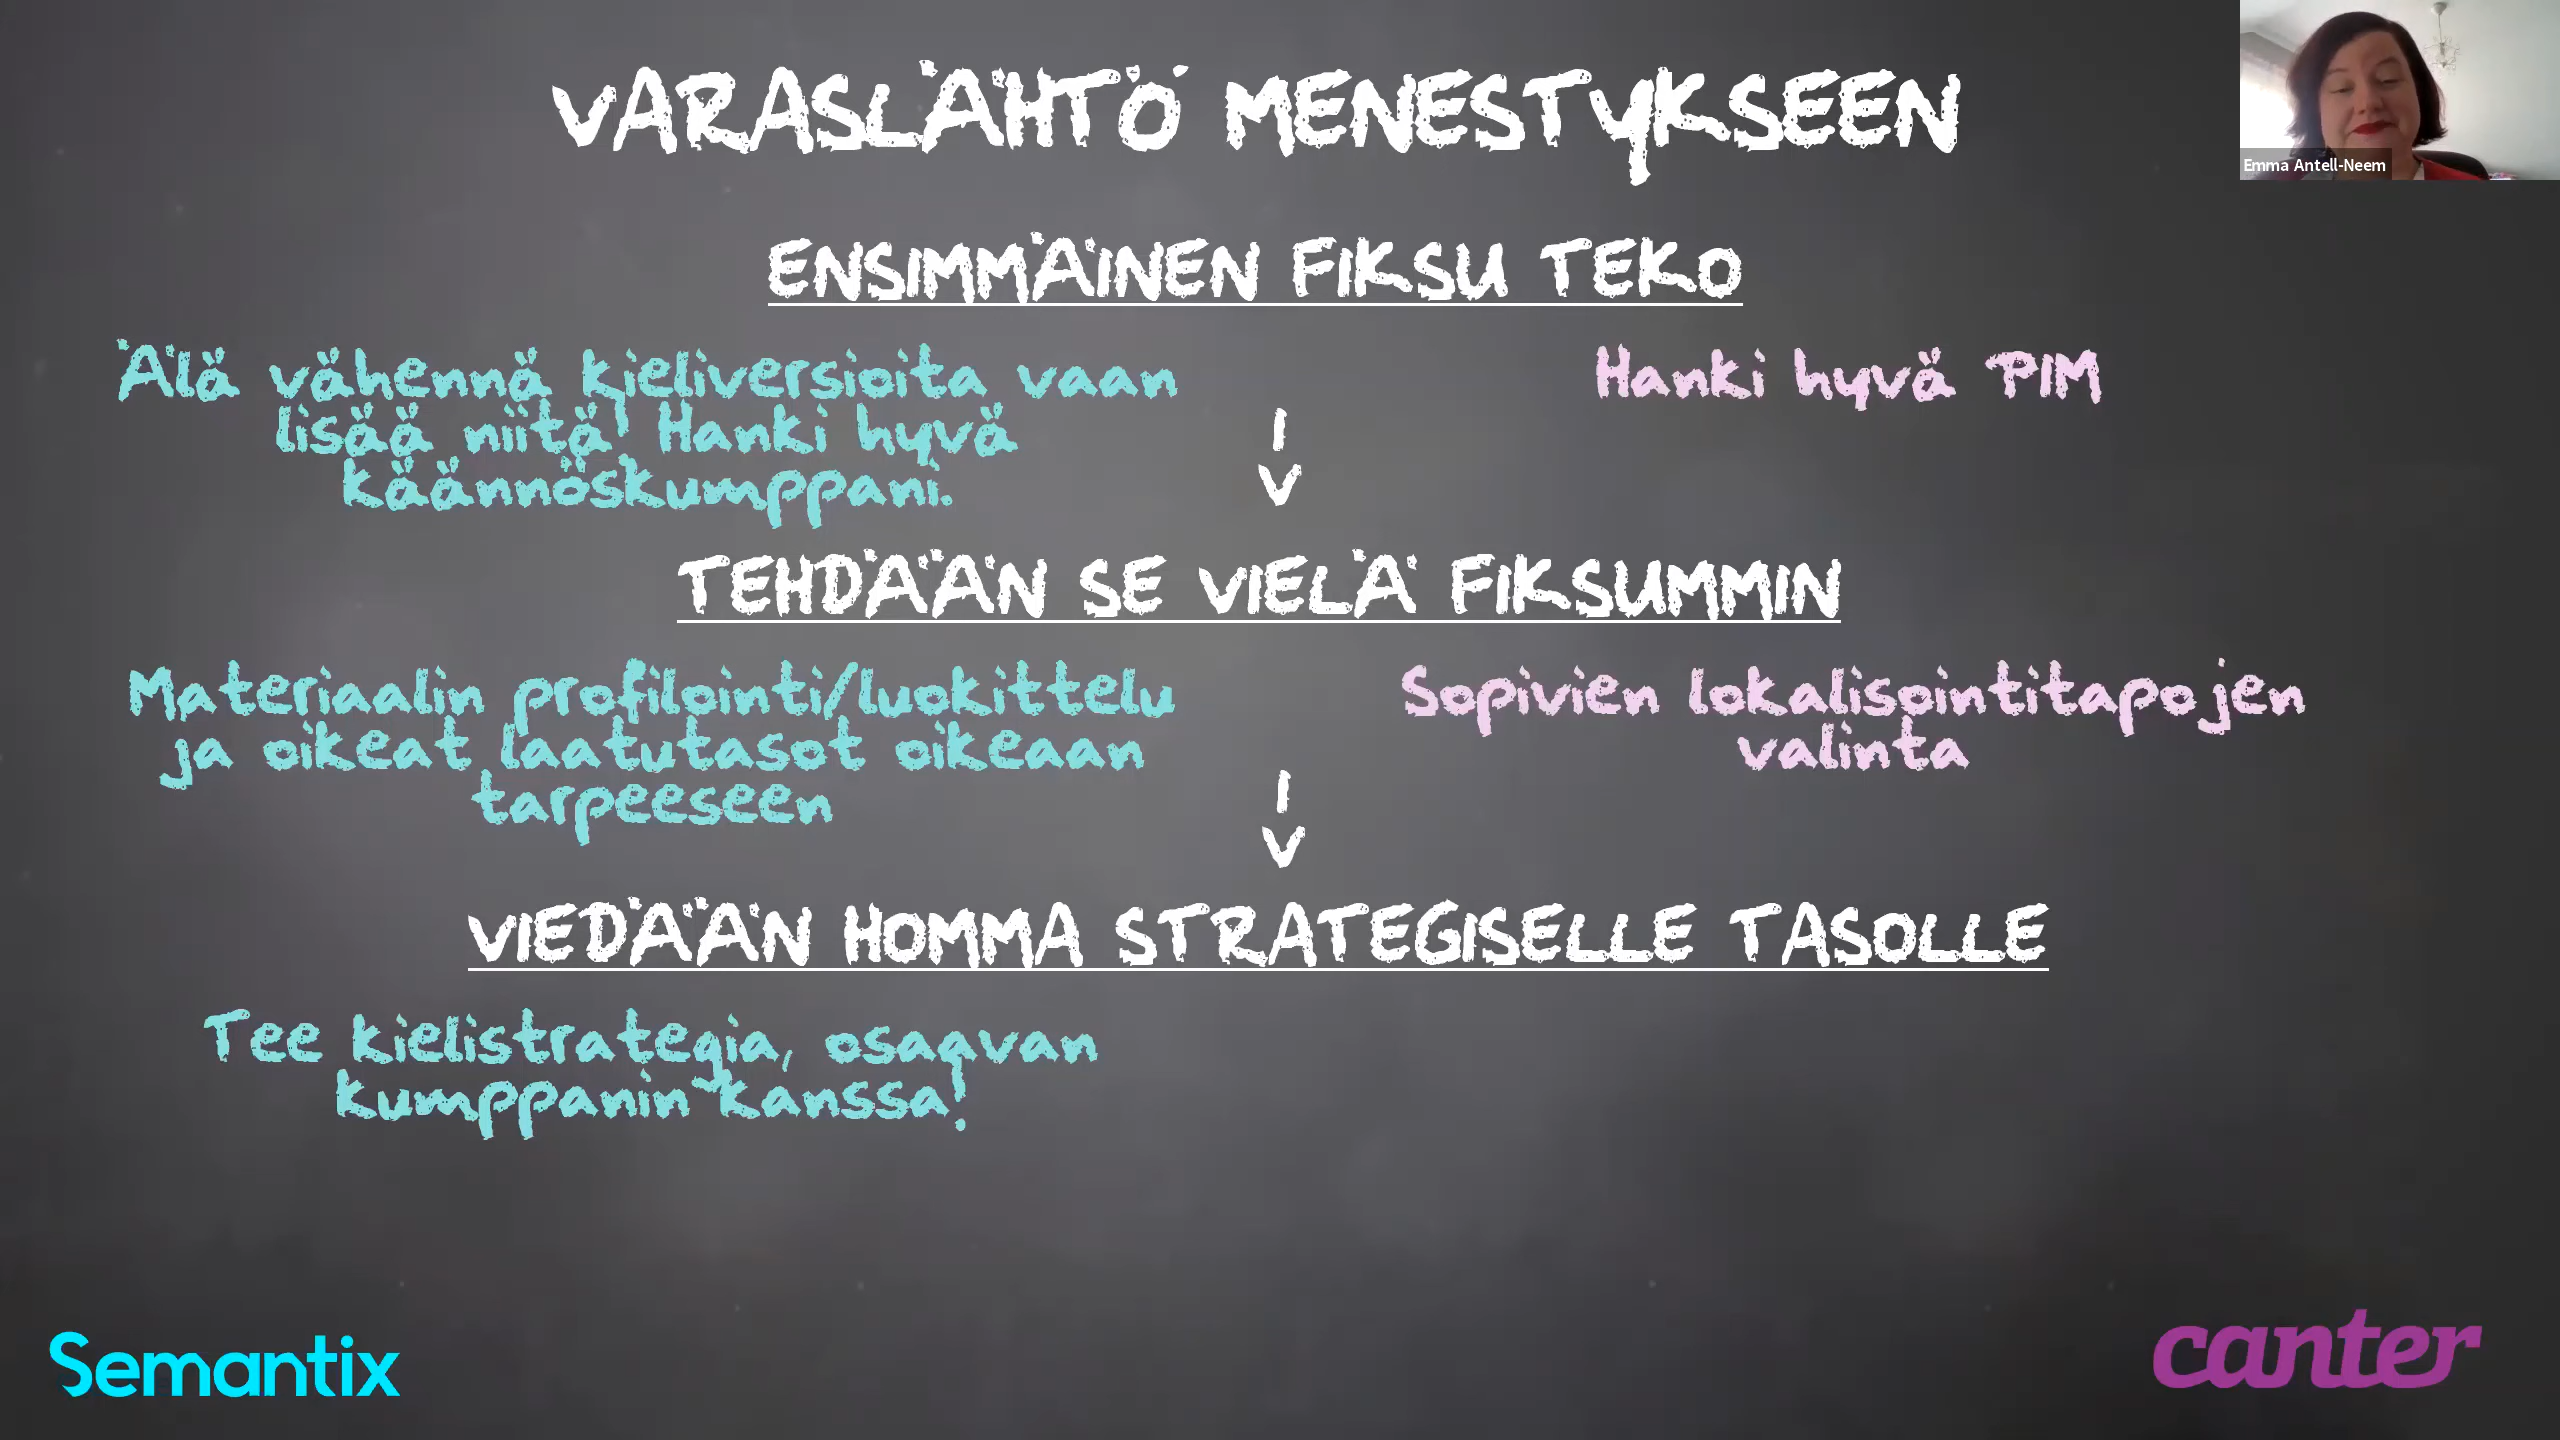 VARASLÄHTÖ MENESTYKSEEN
Emma Antell-Neem
ENSIMMÄINEN FIKSU TEKO
Älä vähennä kieliversioita vaan
lisää niitä! Hanki hyvä
käännöskumppani.
Hanki hyvä PIM
TEHDÄÄN SE VIELÄ FIKSUMMIN
Materiaalin profilointi/luokittelu
ja oikeat laatutasot oikeaan
tarpeeseen
Sopivien lokalisointitapojen
valinta
VIEDÄÄN HOMMA STRATEGISELLE TASOLLE
Tee kielistrategia, osaavan
kumppanin kanssa!
Semantix
canter